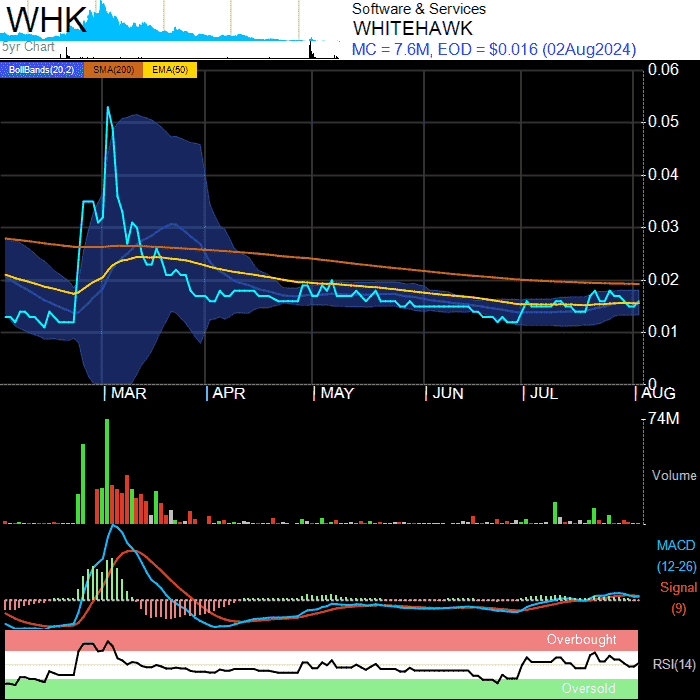 WHK
5yr Chart
Software & Services
WHITEHAWK
MC = 7.6M, EOD = $0.016 (02Aug2024)
BollBands(20,2) SMA(200) EMA(50)
0.06
0.05
0.04
0.03
0.02
0.01
0
MAR APR MAY JUN JUL AUG
74M
Volume
MACD
(12-26)
Signal
(9)
Overbought
RSI(14)
Oversold